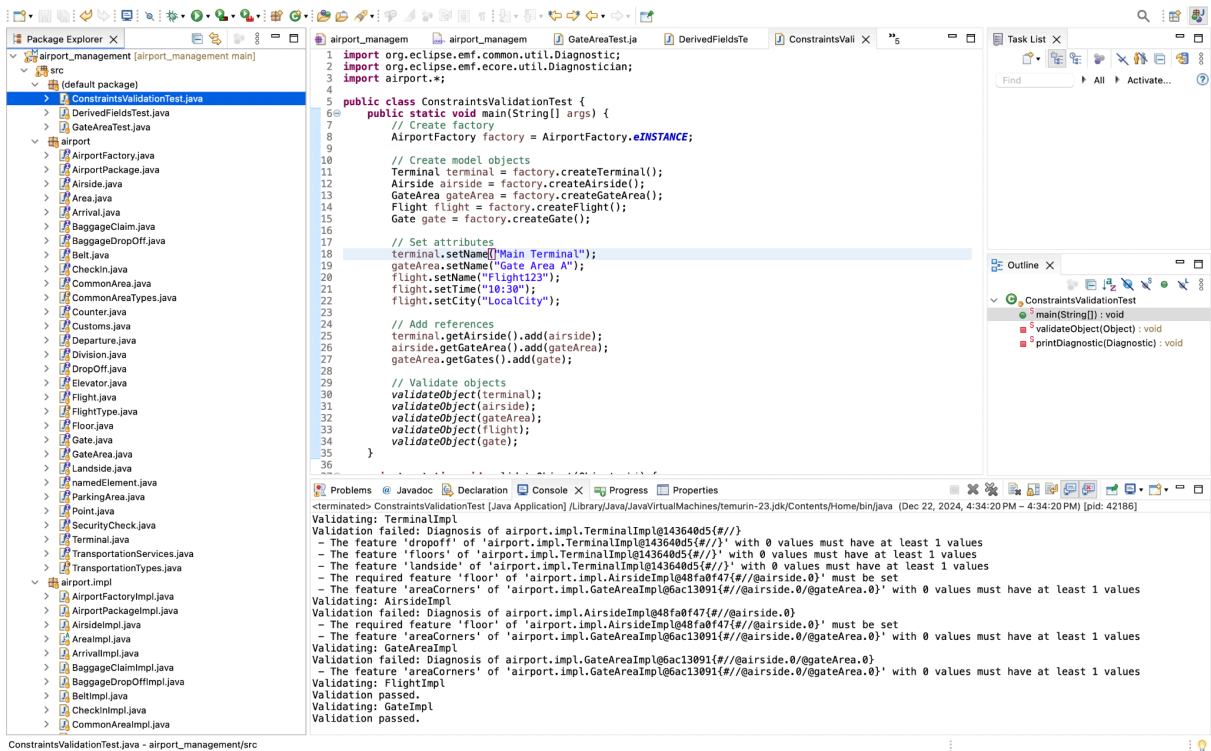 Package Explorer
airport_management [airport_management main]
src
(default package)
ConstraintsValidationTest.java
DerivedFieldsTest.java
GateAreaTest.java
airport
AirportFactory.java
AirportPackage.java
Airside.java
Area.java
Arrival.java
BaggageClaim.java
BaggageDropOff.java
Belt.java
CheckIn.java
CommonArea.java
CommonAreaTypes.java
Counter.java
Customs.java
Departure.java
Division.java
DropOff.java
Elevator.java
Flight.java
FlightType.java
Floor.java
Gate.java
GateArea.java
Landside.java
namedElement.java
ParkingArea.java
Point.java
SecurityCheck.java
Terminal.java
TransportationServices.java
TransportationTypes.java
airport.impl
AirportFactoryImpl.java
AirportPackageImpl.java
AirsideImpl.java
AreaImpl.java
ArrivalImpl.java
BaggageClaimImpl.java
BaggageDropOffImpl.java
BeltImpl.java
CheckInImpl.java
CommonAreaImpl.java
airport_managem airport_managem GateAreaTest.ja DerivedFieldsTe ConstraintsVali 5
1 import org.eclipse.emf.common.util.Diagnostic;
2 import org.eclipse.emf.ecore.util.Diagnostician;
3 import airport.*;
4
5 public class ConstraintsValidationTest {
6 public static void main(String[] args) {
7 // Create factory
8 AirportFactory factory = AirportFactory.eINSTANCE;
9
10 // Create model objects
11 Terminal terminal = factory.createTerminal();
12 Airside airside = factory.createAirside();
13 GateArea gateArea = factory.createGateArea();
14 Flight flight = factory.createFlight();
15 Gate gate = factory.createGate();
16
17 // Set attributes
18 terminal.setName("Main Terminal");
19 gateArea.setName("Gate Area A");
20 flight.setName("Flight123");
21 flight.setTime("10:30");
22 flight.setCity("LocalCity");
23
24 // Add references
25 terminal.getAirside().add(airside);
26 airside.getGateArea().add(gateArea);
27 gateArea.getGates().add(gate);
28
29 // Validate objects
30 validateObject(terminal);
31 validateObject(airside);
32 validateObject(gateArea);
33 validateObject(flight);
34 validateObject(gate);
35 }
36
Task List
Find All Activate...
Outline
ConstraintsValidationTest
main(String[]) : void
validateObject(Object) : void
printDiagnostic(Diagnostic) : void
Problems Javadoc Declaration Console Progress Properties
<terminated> ConstraintsValidationTest [Java Application] /Library/Java/JavaVirtualMachines/temurin-23.jdk/Contents/Home/bin/java (Dec 22, 2024, 4:34:20 PM – 4:34:20 PM) [pid: 42186]
Validating: TerminalImpl
Validation failed: Diagnosis of airport.impl.TerminalImpl@143640d5{#//}
- The feature 'dropoff' of 'airport.impl.TerminalImpl@143640d5{#//}' with 0 values must have at least 1 values
- The feature 'floors' of 'airport.impl.TerminalImpl@143640d5{#//}' with 0 values must have at least 1 values
- The feature 'landside' of 'airport.impl.TerminalImpl@143640d5{#//}' with 0 values must have at least 1 values
- The required feature 'floor' of 'airport.impl.AirsideImpl@48fa0f47{#//@airside.0}' must be set
- The feature 'areaCorners' of 'airport.impl.GateAreaImpl@6ac13091{#//@airside.0/@gateArea.0}' with 0 values must have at least 1 values
Validating: AirsideImpl
Validation failed: Diagnosis of airport.impl.AirsideImpl@48fa0f47{#//@airside.0}
- The required feature 'floor' of 'airport.impl.AirsideImpl@48fa0f47{#//@airside.0}' must be set
- The feature 'areaCorners' of 'airport.impl.GateAreaImpl@6ac13091{#//@airside.0/@gateArea.0}' with 0 values must have at least 1 values
Validating: GateAreaImpl
Validation failed: Diagnosis of airport.impl.GateAreaImpl@6ac13091{#//@airside.0/@gateArea.0}
- The feature 'areaCorners' of 'airport.impl.GateAreaImpl@6ac13091{#//@airside.0/@gateArea.0}' with 0 values must have at least 1 values
Validating: FlightImpl
Validation passed.
Validating: GateImpl
Validation passed.
ConstraintsValidationTest.java - airport_management/src